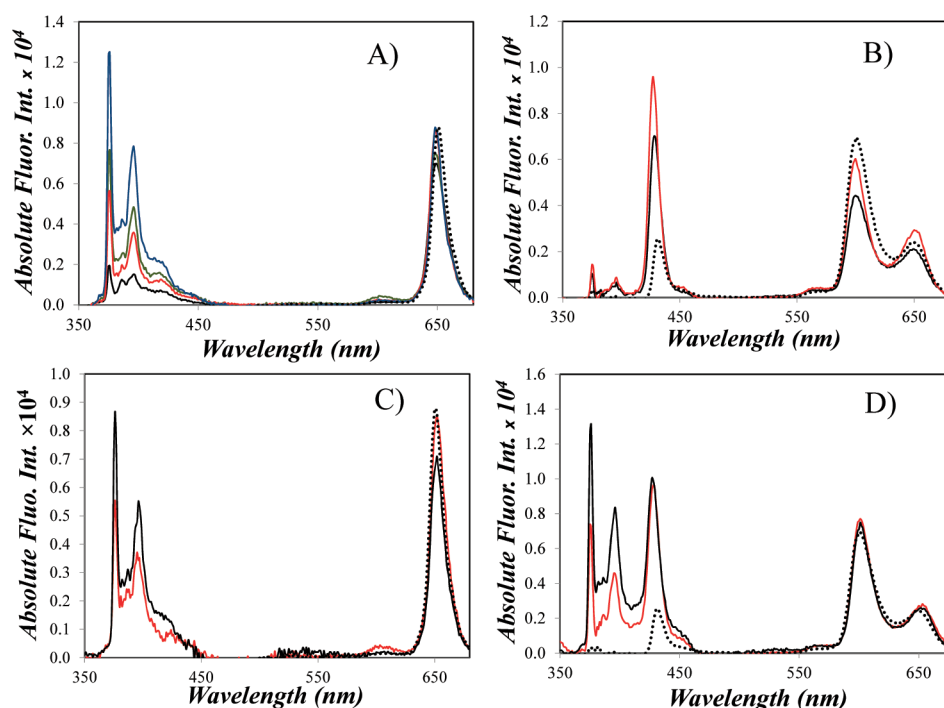 A)
Absolute Fluor. Int. x 10⁴
1.4
1.2
1.0
0.8
0.6
0.4
0.2
0.0
350 450 550 650
Wavelength (nm)
B)
Absolute Fluor. Int. x 10⁴
1.2
1.0
0.8
0.6
0.4
0.2
0.0
350 450 550 650
Wavelength (nm)
C)
Absolute Fluo. Int. ×10⁴
1.0
0.9
0.8
0.7
0.6
0.5
0.4
0.3
0.2
0.1
0.0
350 450 550 650
Wavelength (nm)
D)
Absolute Fluor. Int. x 10⁴
1.6
1.4
1.2
1.0
0.8
0.6
0.4
0.2
0.0
350 450 550 650
Wavelength (nm)